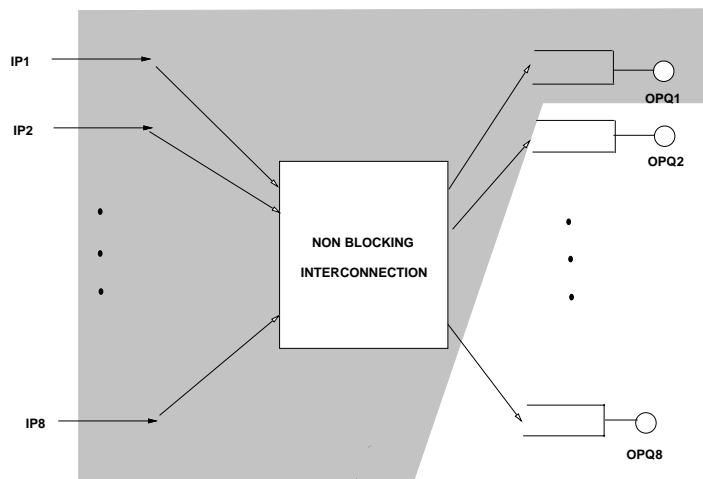 IP1
OPQ1
IP2
OPQ2
NON BLOCKING
INTERCONNECTION
IP8
OPQ8